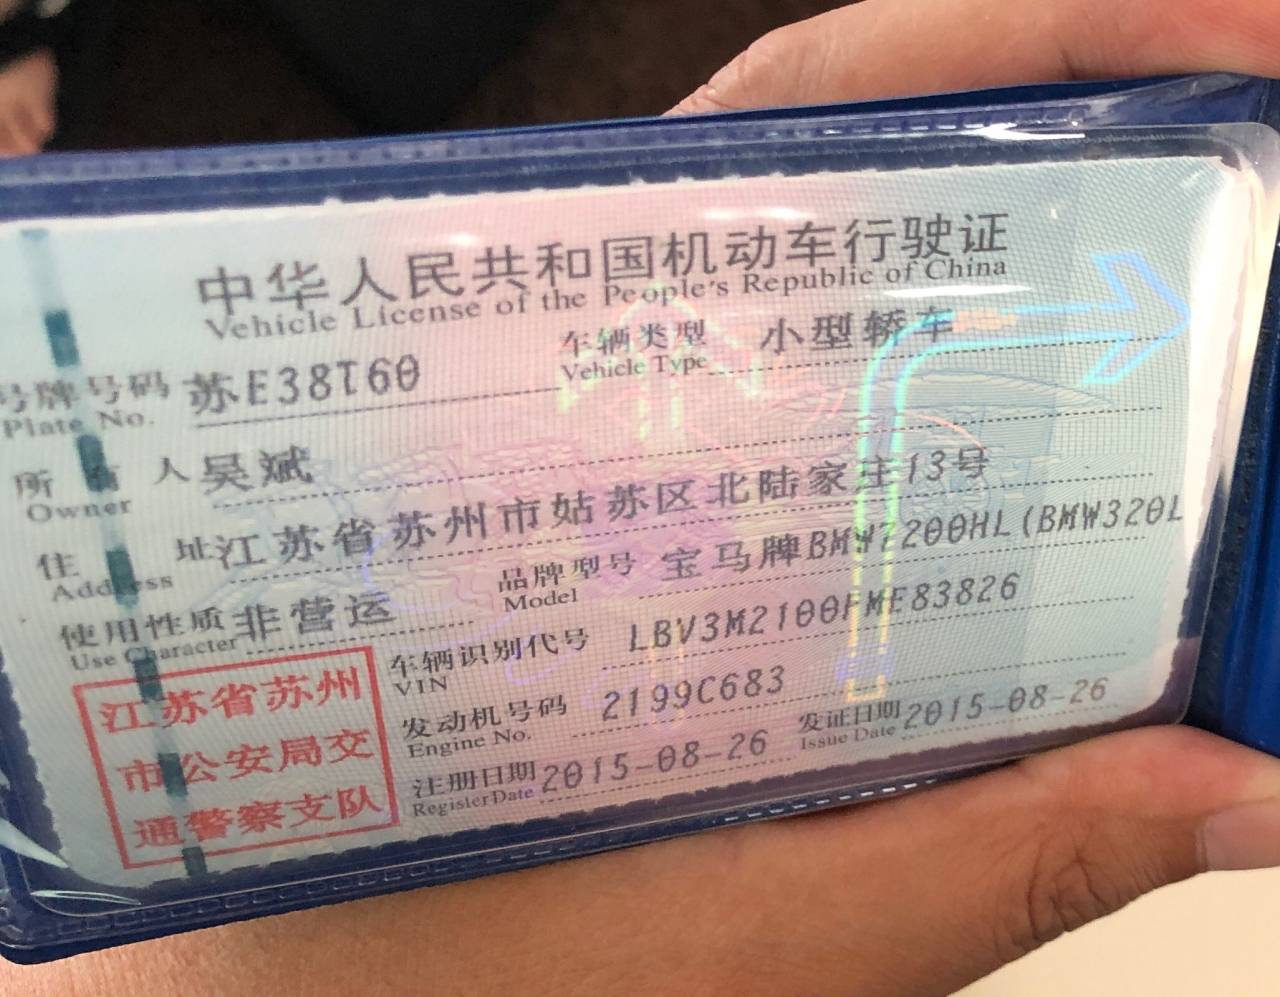 中华人民共和国机动车行驶证
Vehicle License of the People's Republic of China
号牌号码 苏E38T60 车辆类型 小型轿车
Plate No. Vehicle Type
所有人 吴斌
Owner
住址 江苏省苏州市姑苏区北陆家庄13号
Address
使用性质 非营运 品牌型号 宝马牌BMW7200HL(BMW320L
Use Character Model
车辆识别代号 LBV3M2100FME83826
VIN
发动机号码 2199C683
Engine No.
注册日期 2015-08-26 发证日期 2015-08-26
Register Date Issue Date
江苏省苏州
市公安局交
通警察支队